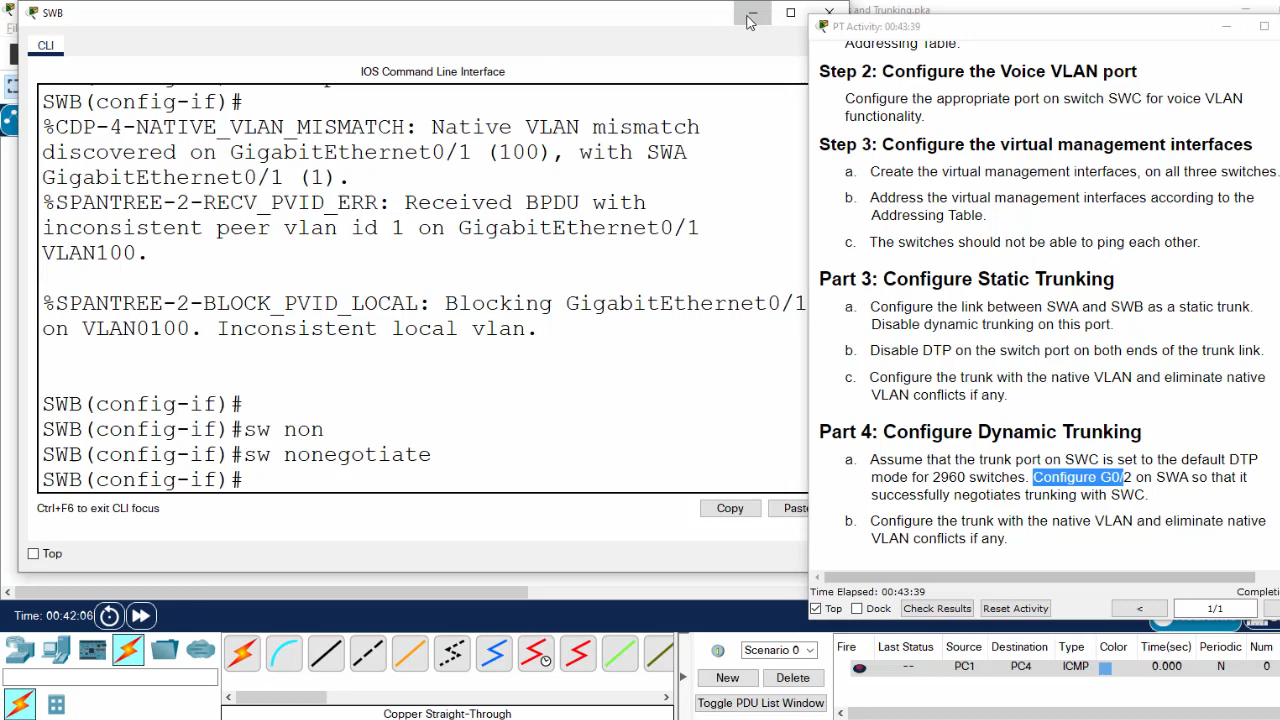 SWB
and Trunking.pka
PT Activity: 00:43:39
CLI
IOS Command Line Interface
SWB(config-if)#
%CDP-4-NATIVE_VLAN_MISMATCH: Native VLAN mismatch
discovered on GigabitEthernet0/1 (100), with SWA
GigabitEthernet0/1 (1).
%SPANTREE-2-RECV_PVID_ERR: Received BPDU with
inconsistent peer vlan id 1 on GigabitEthernet0/1
VLAN100.
%SPANTREE-2-BLOCK_PVID_LOCAL: Blocking GigabitEthernet0/1
on VLAN0100. Inconsistent local vlan.
SWB(config-if)#
SWB(config-if)#sw non
SWB(config-if)#sw nonegotiate
SWB(config-if)#
Ctrl+F6 to exit CLI focus
Copy
Paste
Top
Addressing Table.
Step 2: Configure the Voice VLAN port
Configure the appropriate port on switch SWC for voice VLAN
functionality.
Step 3: Configure the virtual management interfaces
a. Create the virtual management interfaces, on all three switches.
b. Address the virtual management interfaces according to the
Addressing Table.
c. The switches should not be able to ping each other.
Part 3: Configure Static Trunking
a. Configure the link between SWA and SWB as a static trunk.
Disable dynamic trunking on this port.
b. Disable DTP on the switch port on both ends of the trunk link.
c. Configure the trunk with the native VLAN and eliminate native
VLAN conflicts if any.
Part 4: Configure Dynamic Trunking
a. Assume that the trunk port on SWC is set to the default DTP
mode for 2960 switches. Configure G0/2 on SWA so that it
successfully negotiates trunking with SWC.
b. Configure the trunk with the native VLAN and eliminate native
VLAN conflicts if any.
Time Elapsed: 00:43:39
Completi
Top Dock Check Results Reset Activity < 1/1
Time: 00:42:06
Copper Straight-Through
Scenario 0
New Delete
Toggle PDU List Window
Fire Last Status Source Destination Type Color Time(sec) Periodic Num
-- PC1 PC4 ICMP 0.000 N 0